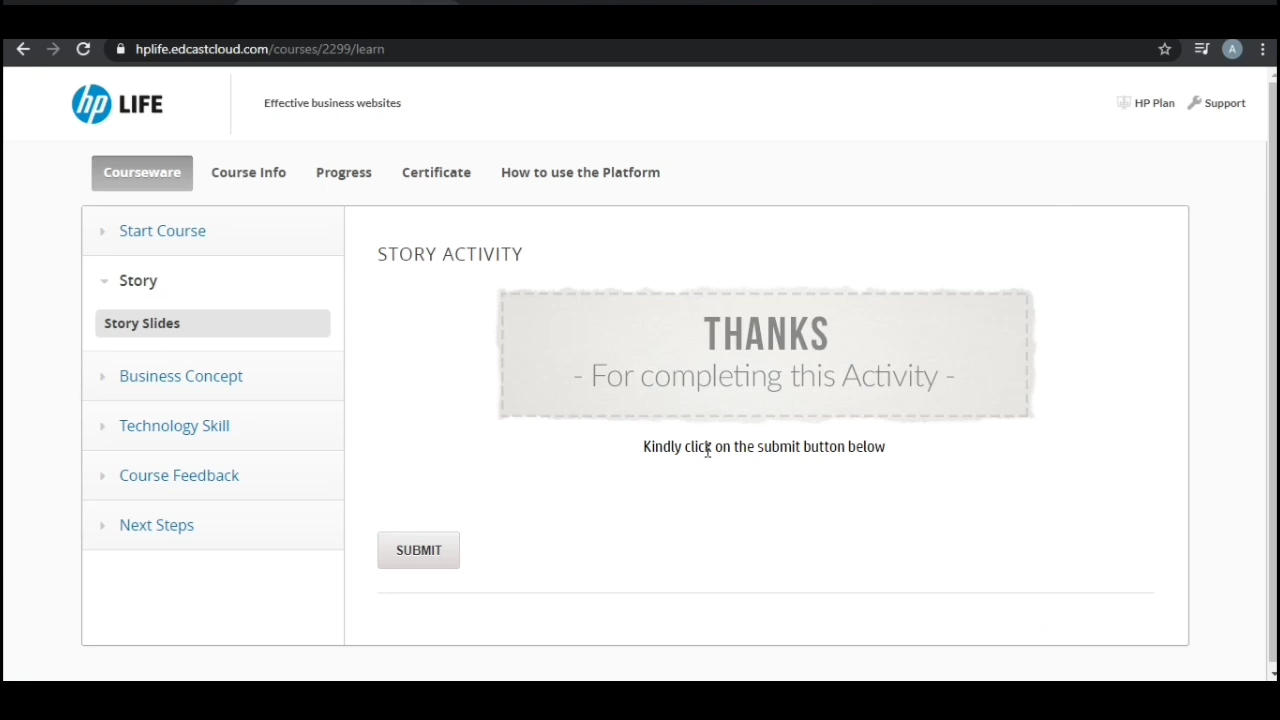 hplife.edcastcloud.com/courses/2299/learn
A
hp LIFE
Effective business websites
HP Plan
Support
Courseware
Course Info
Progress
Certificate
How to use the Platform
Start Course
Story
Story Slides
Business Concept
Technology Skill
Course Feedback
Next Steps
STORY ACTIVITY
THANKS
- For completing this Activity -
Kindly click on the submit button below
SUBMIT